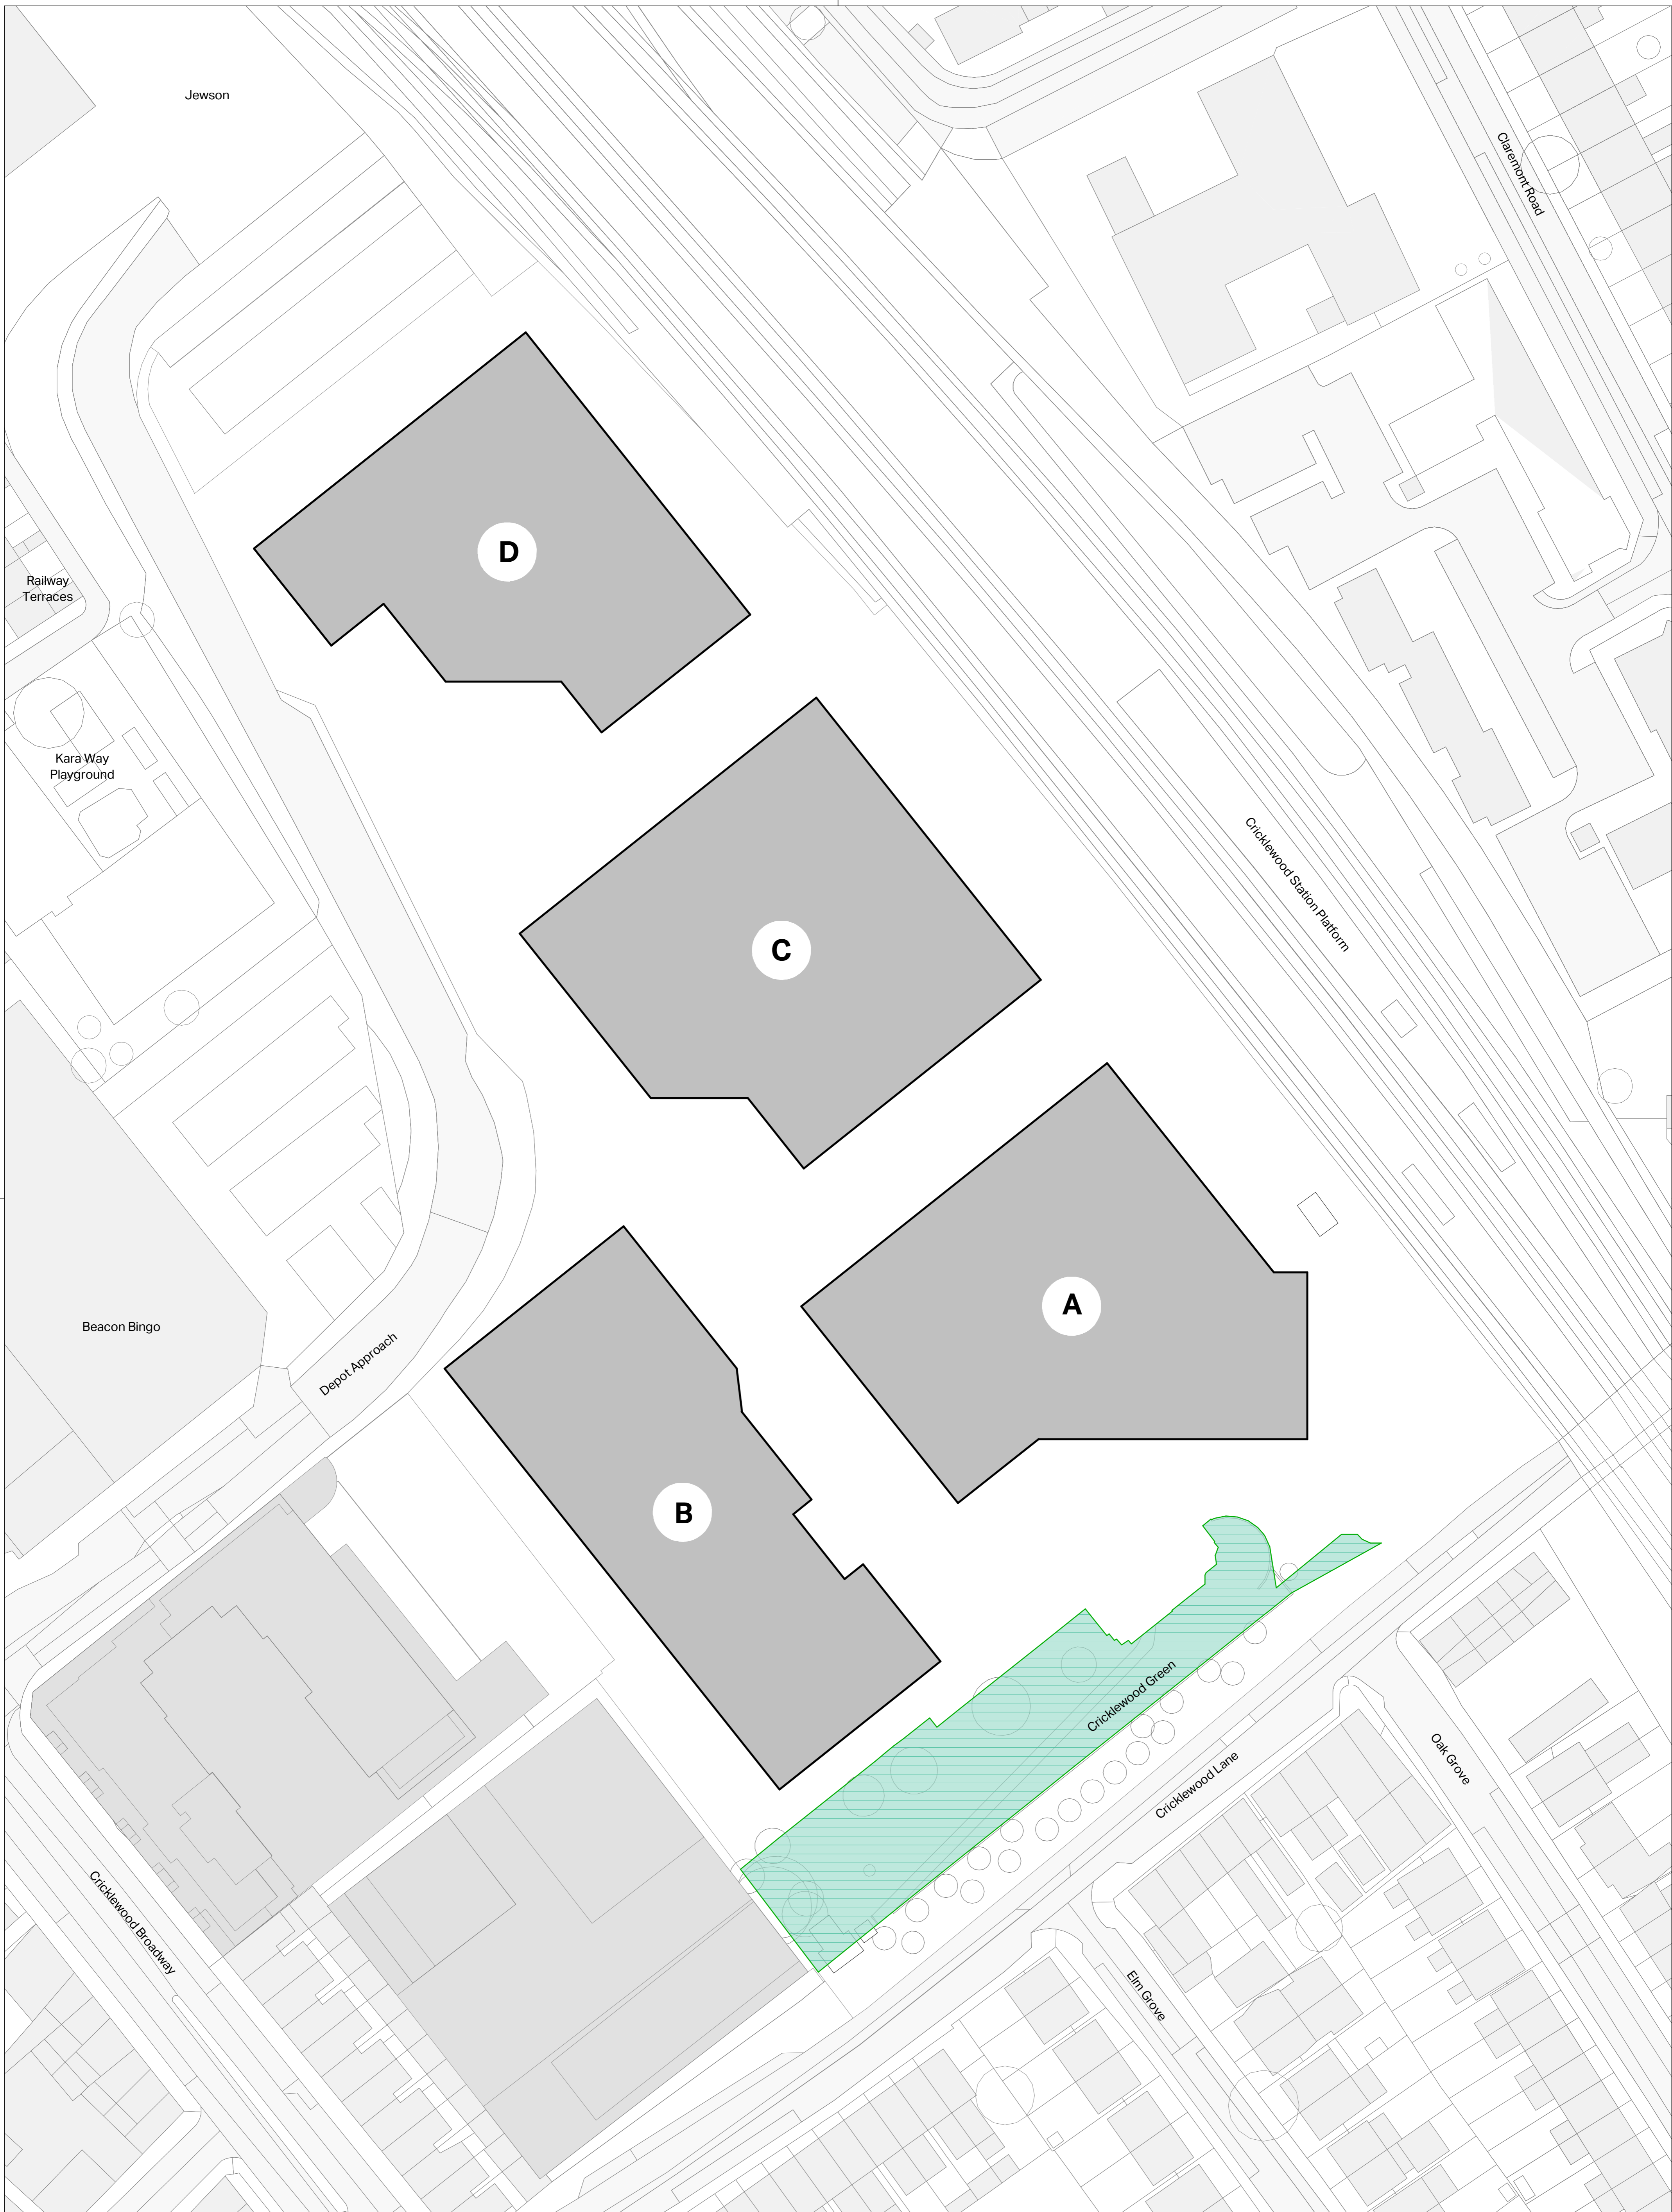 Jewson
Claremont Road
D
Railway
Terraces
Kara Way
Playground
Cricklewood Station Platform
C
A
Beacon Bingo
Depot Approach
B
Cricklewood Green
Oak Grove
Cricklewood Lane
Cricklewood Broadway
Elm Grove